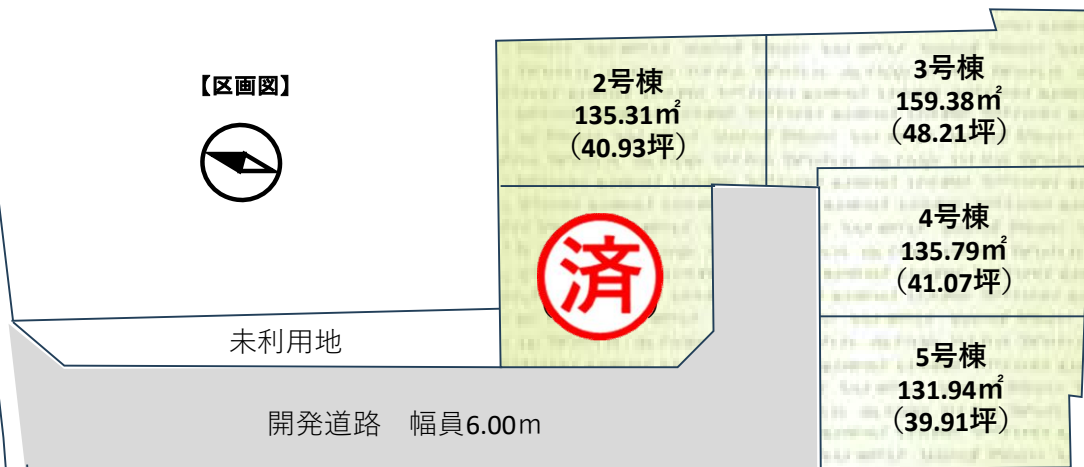 【区画図】
2号棟
135.31㎡
（40.93坪）
3号棟
159.38㎡
（48.21坪）
済
4号棟
135.79㎡
（41.07坪）
未利用地
5号棟
131.94㎡
（39.91坪）
開発道路　幅員6.00m